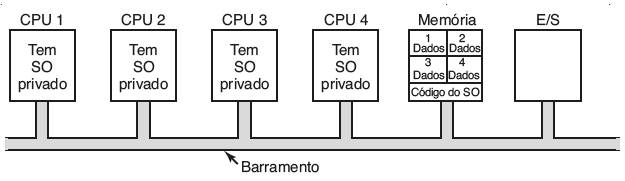 CPU 1
CPU 2
CPU 3
CPU 4
Memória
E/S
Tem
SO
privado
Tem
SO
privado
Tem
SO
privado
Tem
SO
privado
1
Dados
2
Dados
3
Dados
4
Dados
Código do SO
Barramento